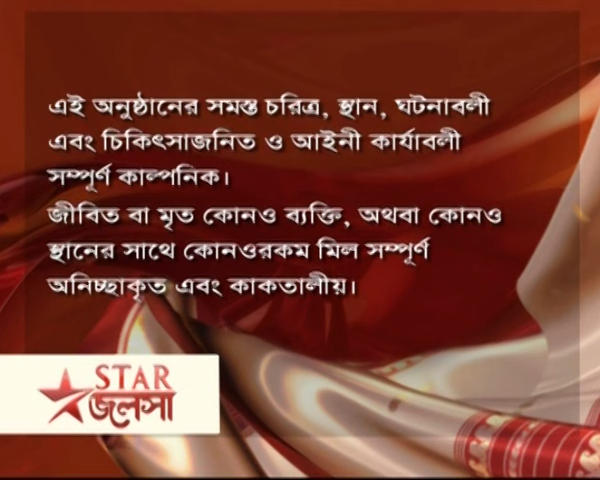 এই অনুষ্ঠানের সমস্ত চরিত্র, স্থান, ঘটনাবলী
এবং চিকিৎসাজনিত ও আইনী কার্যাবলী
সম্পূর্ণ কাল্পনিক।
জীবিত বা মৃত কোনও ব্যক্তি, অথবা কোনও
স্থানের সাথে কোনওরকম মিল সম্পূর্ণ
অনিচ্ছাকৃত এবং কাকতালীয়।
STAR
জলসা